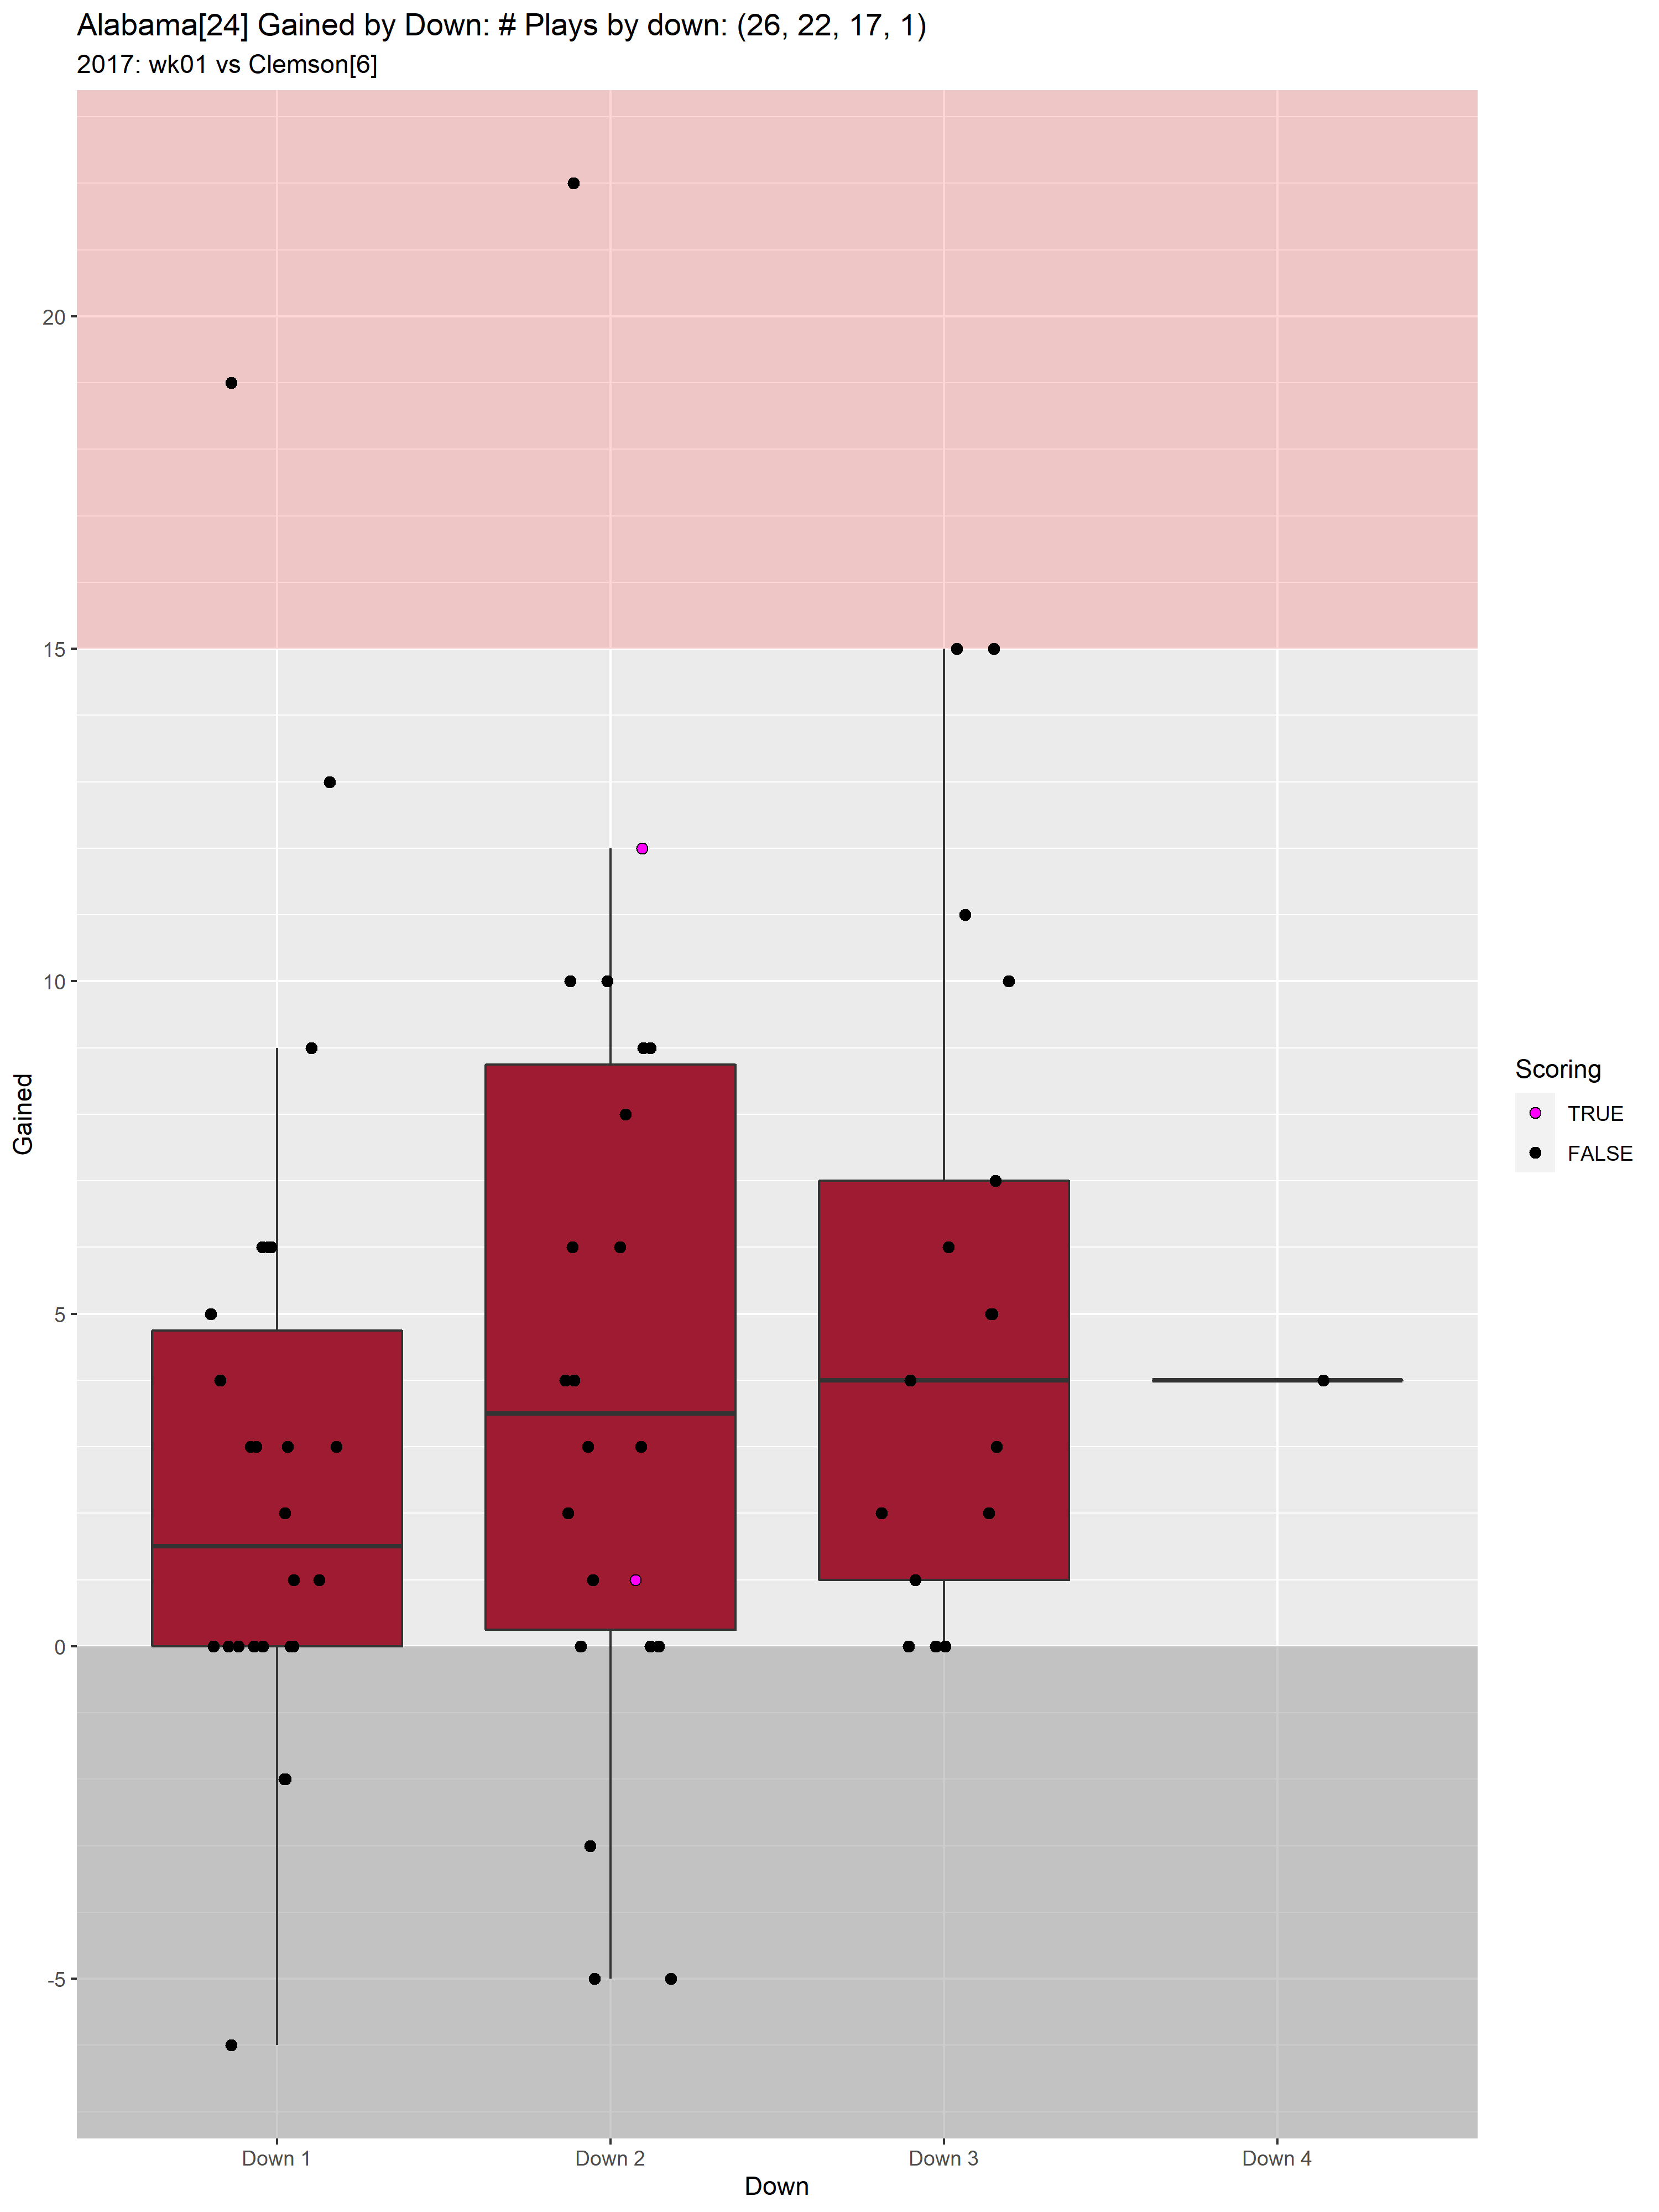 Alabama[24] Gained by Down: # Plays by down: (26, 22, 17, 1)
2017: wk01 vs Clemson[6]
20
15
10
5
0
-5
Gained
Down 1
Down 2
Down 3
Down 4
Down
Scoring
TRUE
FALSE